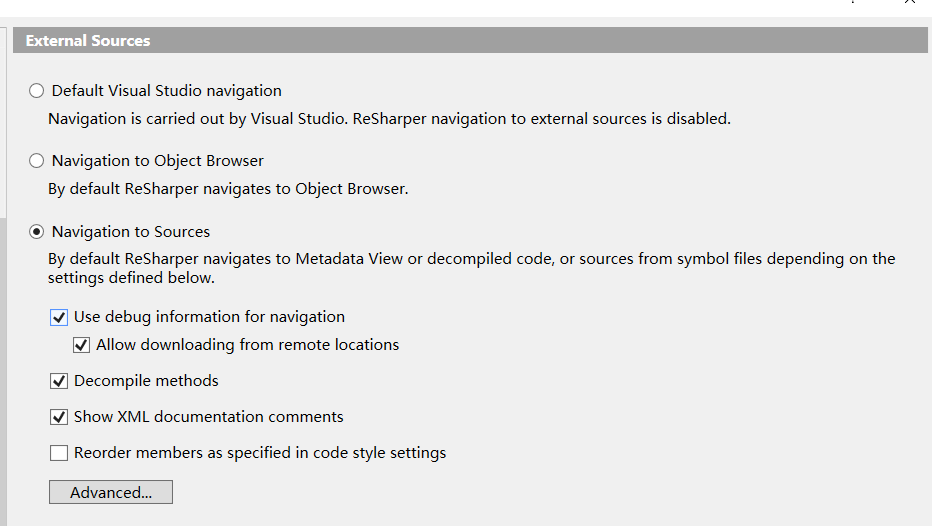 External Sources
Default Visual Studio navigation
Navigation is carried out by Visual Studio. ReSharper navigation to external sources is disabled.
Navigation to Object Browser
By default ReSharper navigates to Object Browser.
Navigation to Sources
By default ReSharper navigates to Metadata View or decompiled code, or sources from symbol files depending on the
settings defined below.
Use debug information for navigation
Allow downloading from remote locations
Decompile methods
Show XML documentation comments
Reorder members as specified in code style settings
Advanced...